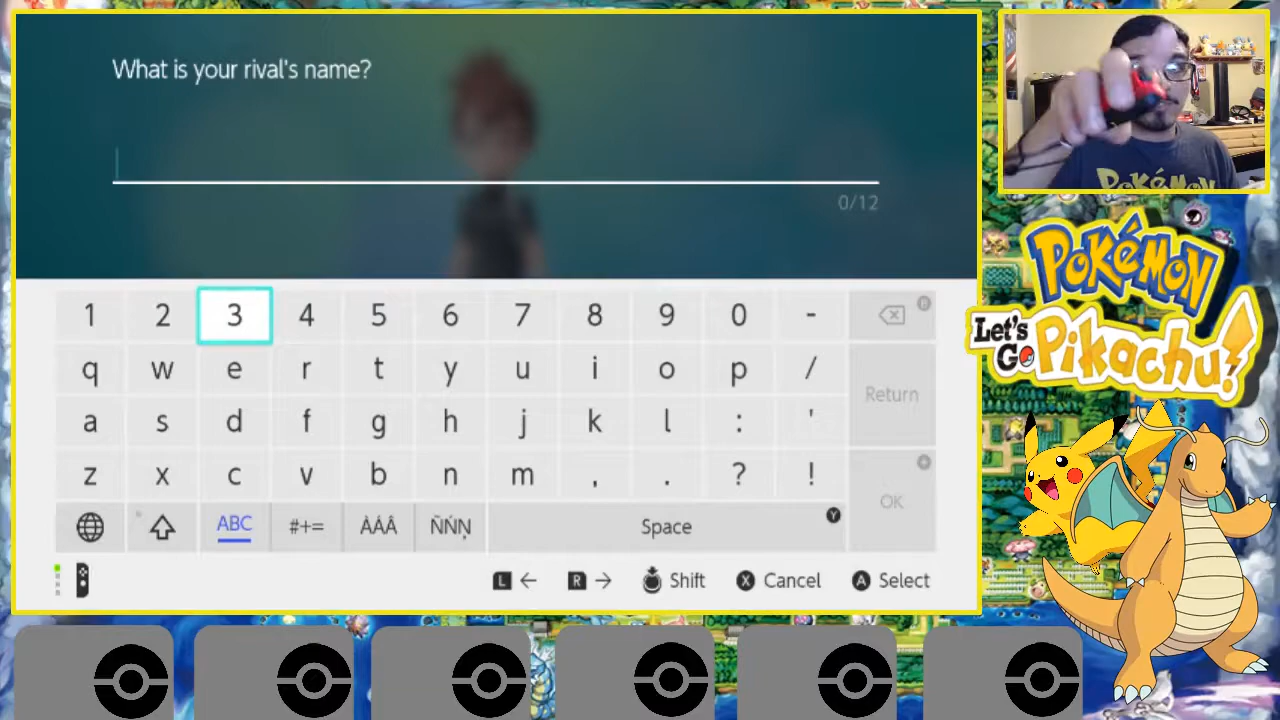 What is your rival's name?
0/12
1 2 3 4 5 6 7 8 9 0 -
q w e r t y u i o p /
Return
a s d f g h j k l : '
z x c v b n m , . ? !
OK
ABC #+= ÀÁÂ ÑŃŅ Space Y
L ← R → Shift X Cancel A Select
POKÉMON
POKÉMON
Let's Go Pikachu!